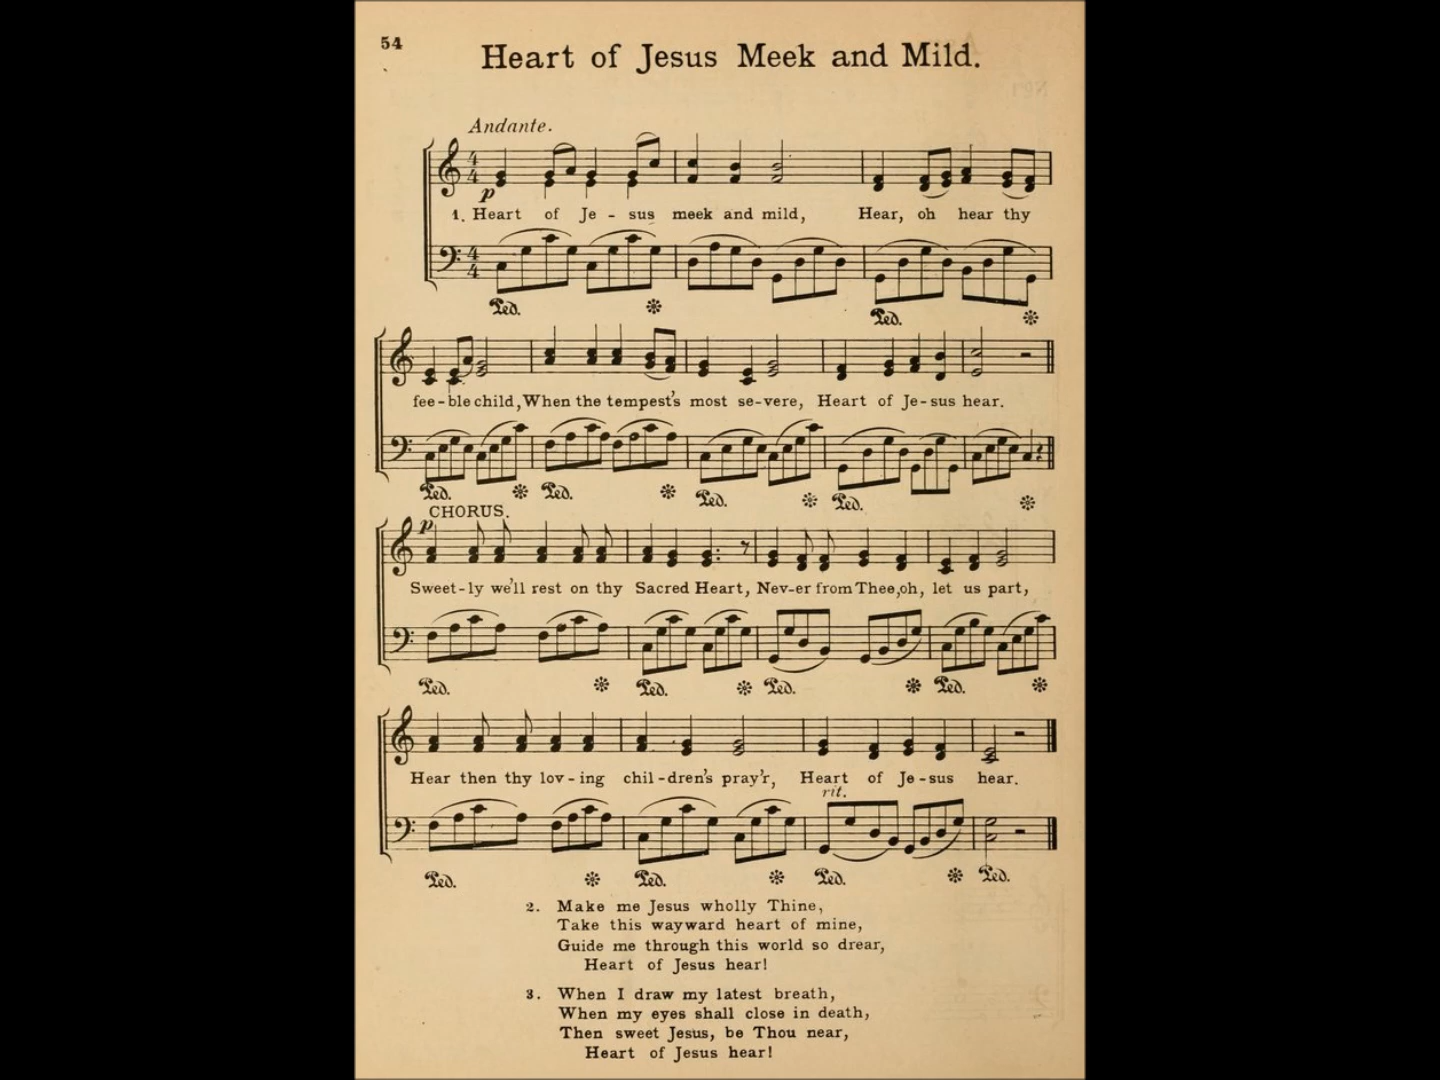 54
Heart of Jesus Meek and Mild.
Andante.
p
1. Heart of Je - sus meek and mild, Hear, oh hear thy
Ped. Ped.
fee - ble child, When the tempest's most se - vere, Heart of Je - sus hear.
Ped. Ped. Ped. Ped.
CHORUS.
p
Sweet - ly we'll rest on thy Sacred Heart, Nev - er from Thee, oh, let us part,
Ped. Ped. Ped. Ped.
Hear then thy lov - ing chil - dren's pray'r, Heart of Je - sus hear.
rit.
Ped. Ped. Ped. Ped.
2. Make me Jesus wholly Thine,
Take this wayward heart of mine,
Guide me through this world so drear,
Heart of Jesus hear!
3. When I draw my latest breath,
When my eyes shall close in death,
Then sweet Jesus, be Thou near,
Heart of Jesus hear!